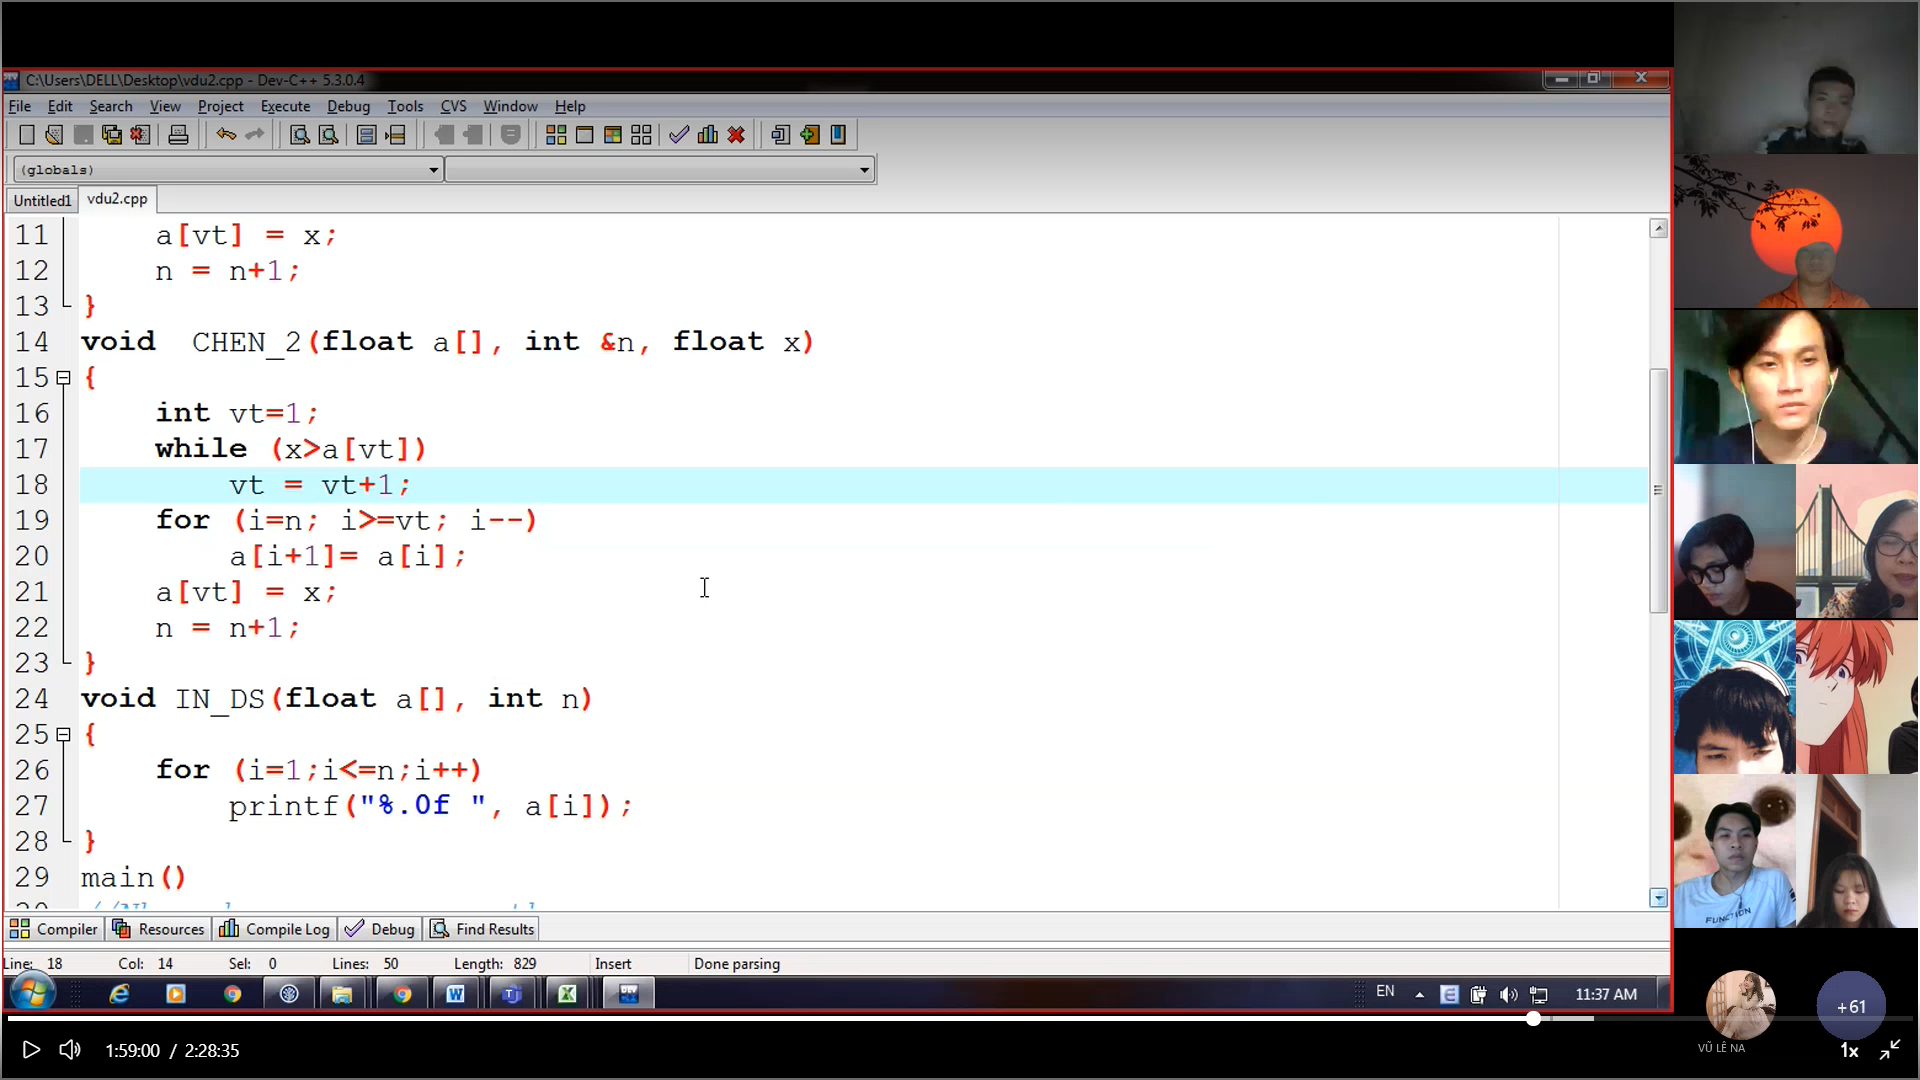 C:\Users\DELL\Desktop\vdu2.cpp - Dev-C++ 5.3.0.4
File Edit Search View Project Execute Debug Tools CVS Window Help
(globals)
Untitled1 vdu2.cpp
11 a[vt] = x;
12 n = n+1;
13 }
14 void CHEN_2(float a[], int &n, float x)
15 {
16 int vt=1;
17 while (x>a[vt])
18 vt = vt+1;
19 for (i=n; i>=vt; i--)
20 a[i+1]= a[i];
21 a[vt] = x;
22 n = n+1;
23 }
24 void IN_DS(float a[], int n)
25 {
26 for (i=1;i<=n;i++)
27 printf("%.0f ", a[i]);
28 }
29 main()
Compiler Resources Compile Log Debug Find Results
Line: 18 Col: 14 Sel: 0 Lines: 50 Length: 829 Insert Done parsing
EN 11:37 AM
FUNCTION
+61
VŨ LÊ NA
1:59:00 / 2:28:35
1x